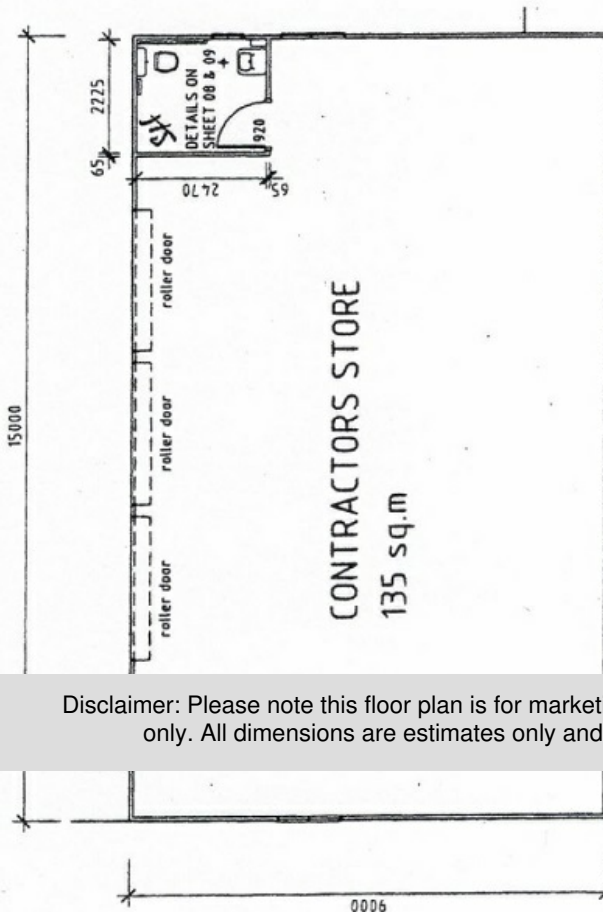 2225
65
15000
DETAILS ON
SHEET 08 & 09
920
2470
65
roller door
roller door
roller door
CONTRACTORS STORE
135 sq.m
Disclaimer: Please note this floor plan is for market
only. All dimensions are estimates only and
9000